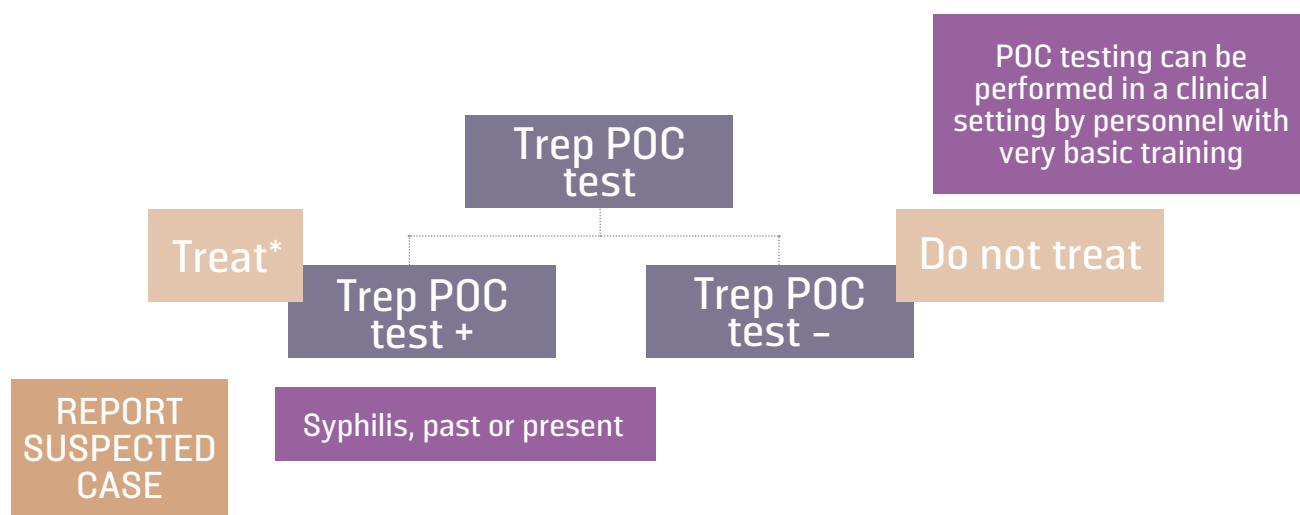 POC testing can be
performed in a clinical
setting by personnel with
very basic training
Trep POC
test
Treat*
Do not treat
Trep POC
test +
Trep POC
test –
REPORT
SUSPECTED
CASE
Syphilis, past or present